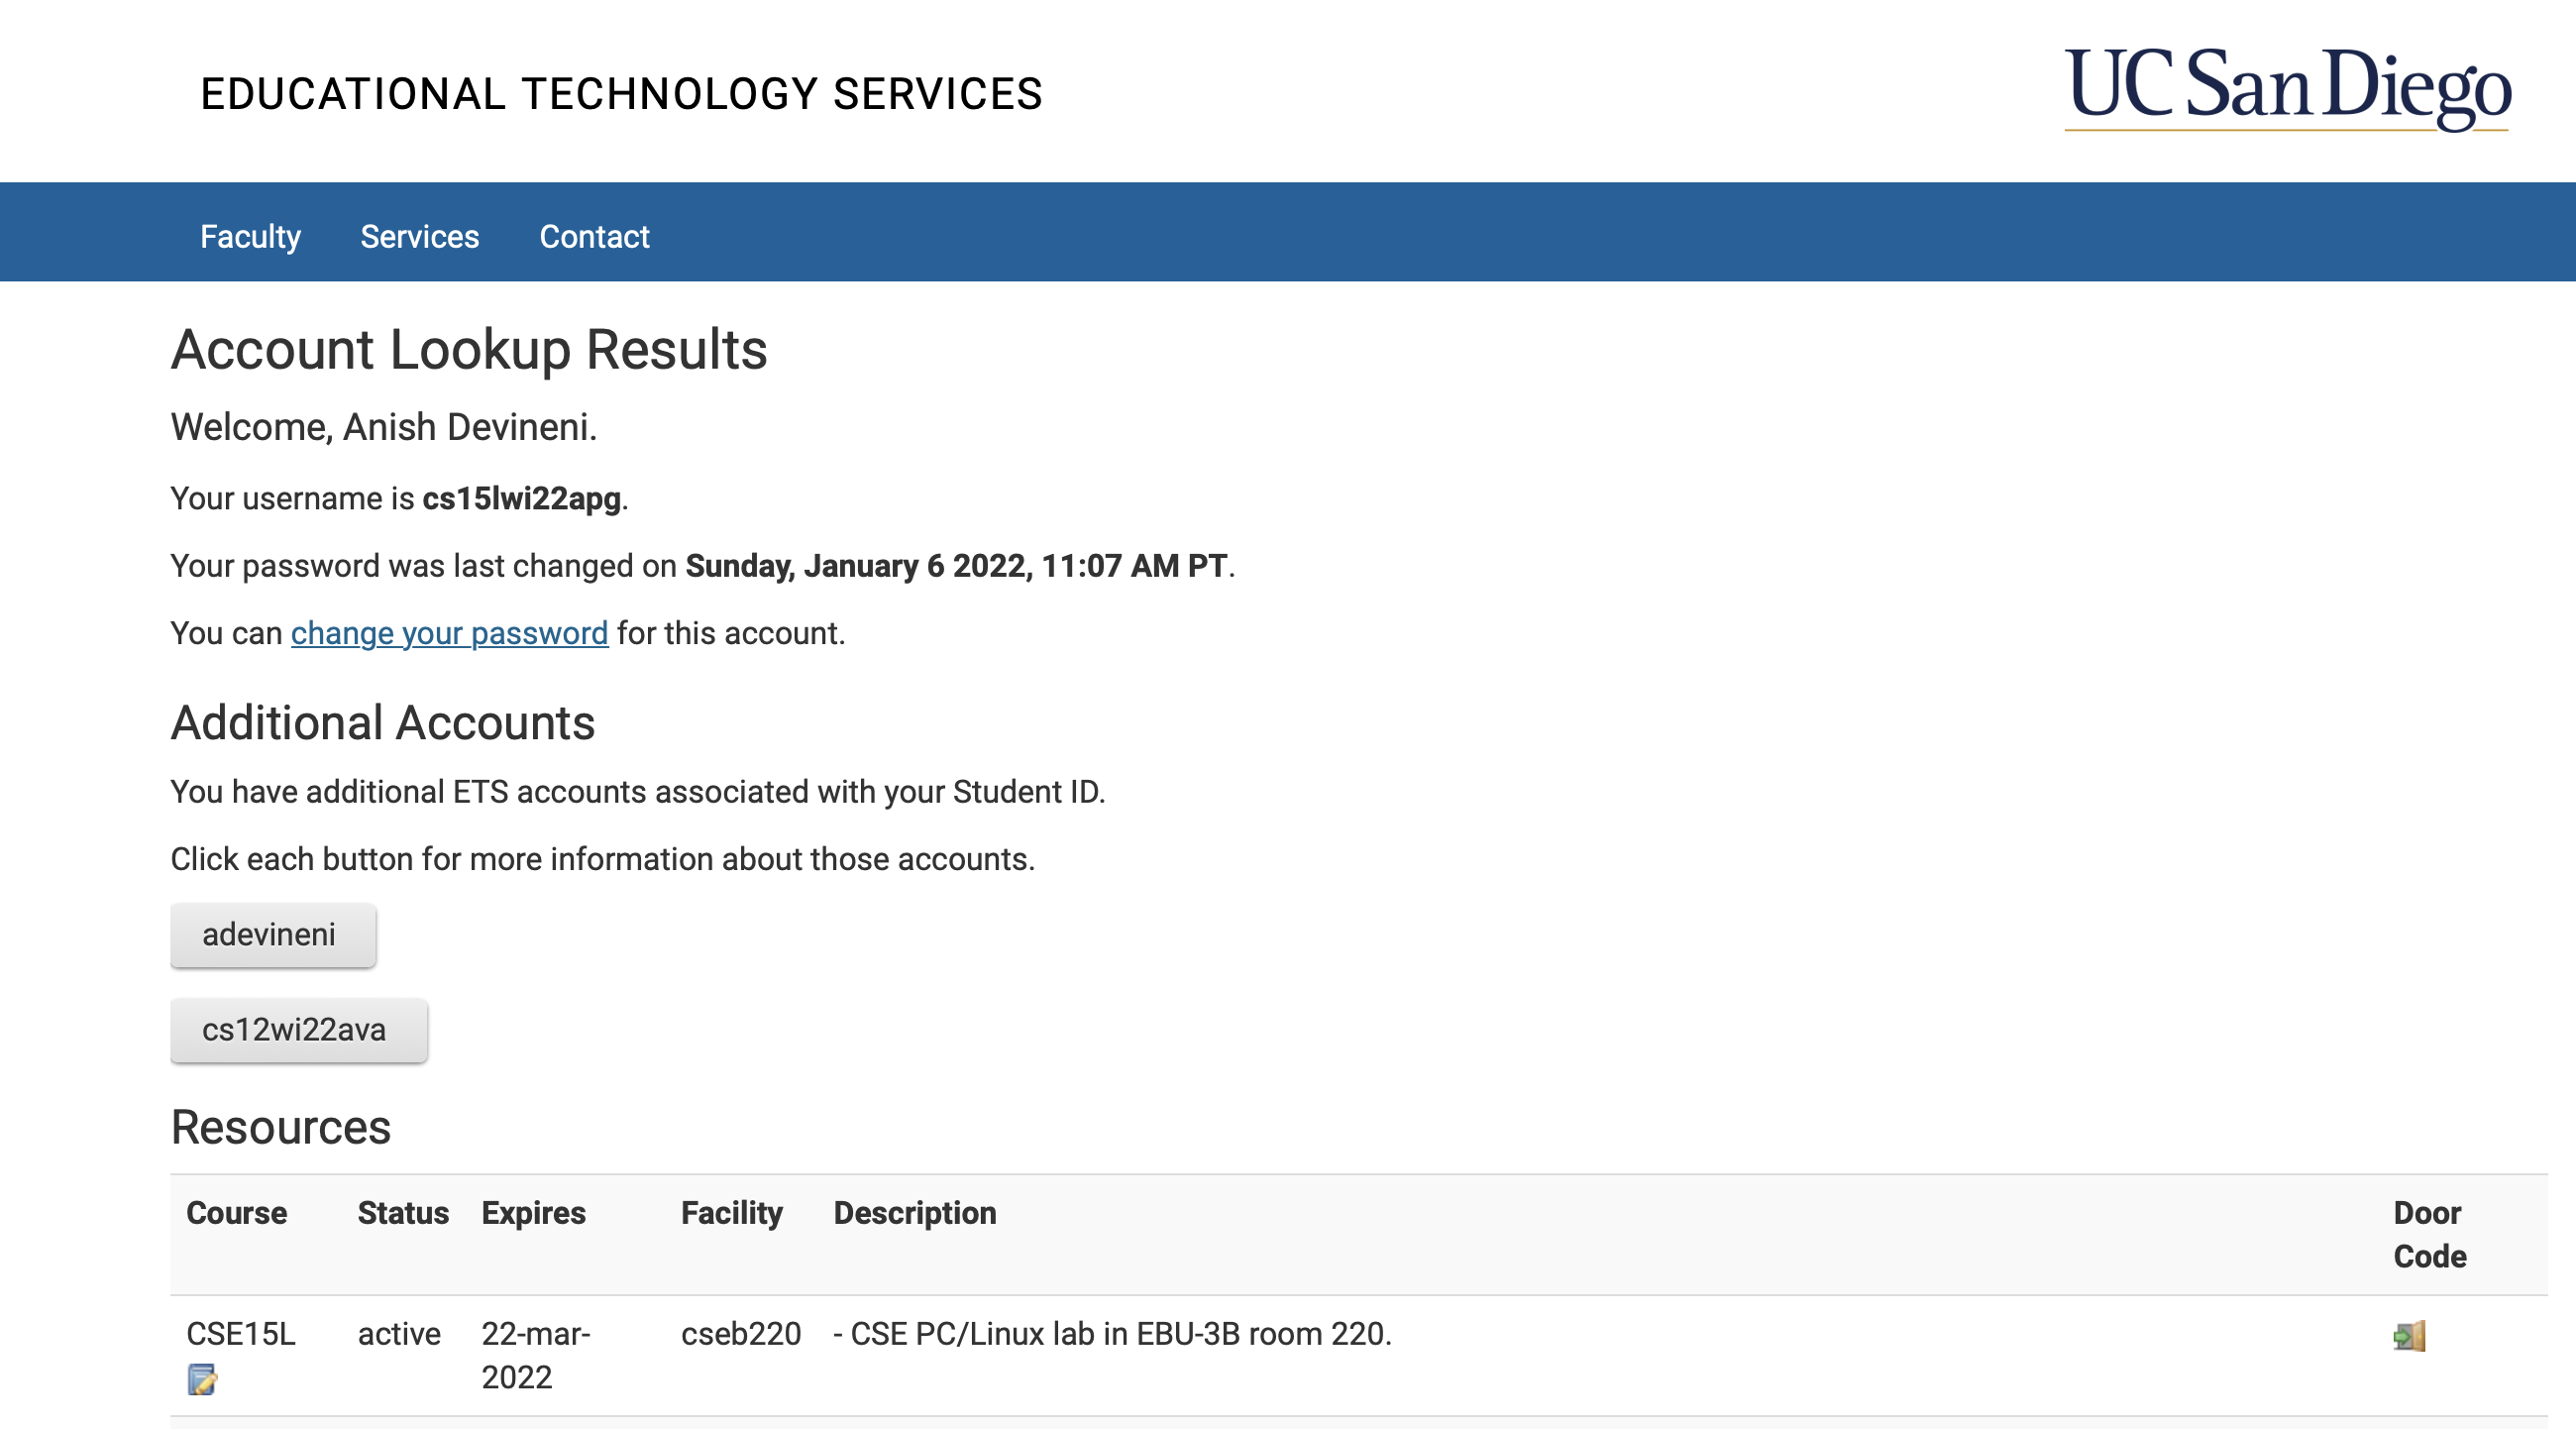 EDUCATIONAL TECHNOLOGY SERVICES
UC San Diego
Faculty Services Contact
Account Lookup Results
Welcome, Anish Devineni.
Your username is cs15lwi22apg.
Your password was last changed on Sunday, January 6 2022, 11:07 AM PT.
You can change your password for this account.
Additional Accounts
You have additional ETS accounts associated with your Student ID.
Click each button for more information about those accounts.
adevineni
cs12wi22ava
Resources
Course Status Expires Facility Description Door
Code
CSE15L active 22-mar- cseb220 - CSE PC/Linux lab in EBU-3B room 220.
2022